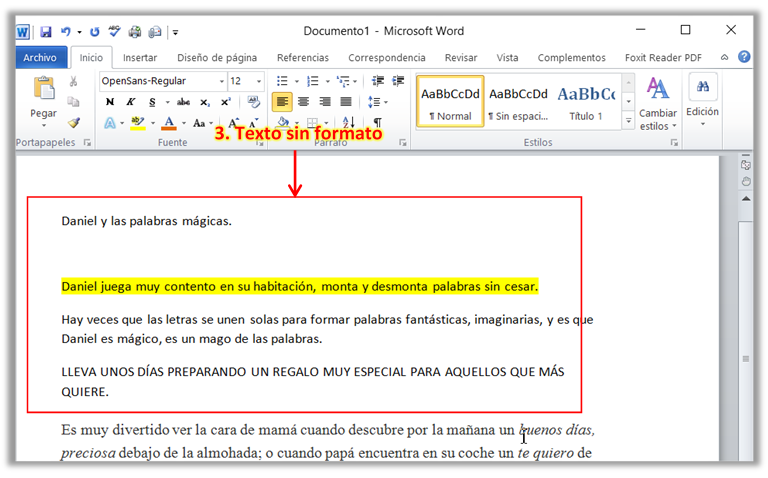 Documento1 - Microsoft Word
Archivo Inicio Insertar Diseño de página Referencias Correspondencia Revisar Vista Complementos Foxit Reader PDF
OpenSans-Regular 12
AaBbCcDd AaBbCcDd AaBbCc
Pegar
N K S abc x₂ x²
¶ Normal ¶ Sin espaci... Título 1
Cambiar estilos
Edición
A ab A Aa A A
3. Texto sin formato
Portapapeles Fuente Párrafo Estilos
Daniel y las palabras mágicas.
Daniel juega muy contento en su habitación, monta y desmonta palabras sin cesar.
Hay veces que las letras se unen solas para formar palabras fantásticas, imaginarias, y es que
Daniel es mágico, es un mago de las palabras.
LLEVA UNOS DÍAS PREPARANDO UN REGALO MUY ESPECIAL PARA AQUELLOS QUE MÁS
QUIERE.
Es muy divertido ver la cara de mamá cuando descubre por la mañana un buenos días,
preciosa debajo de la almohada; o cuando papá encuentra en su coche un te quiero de